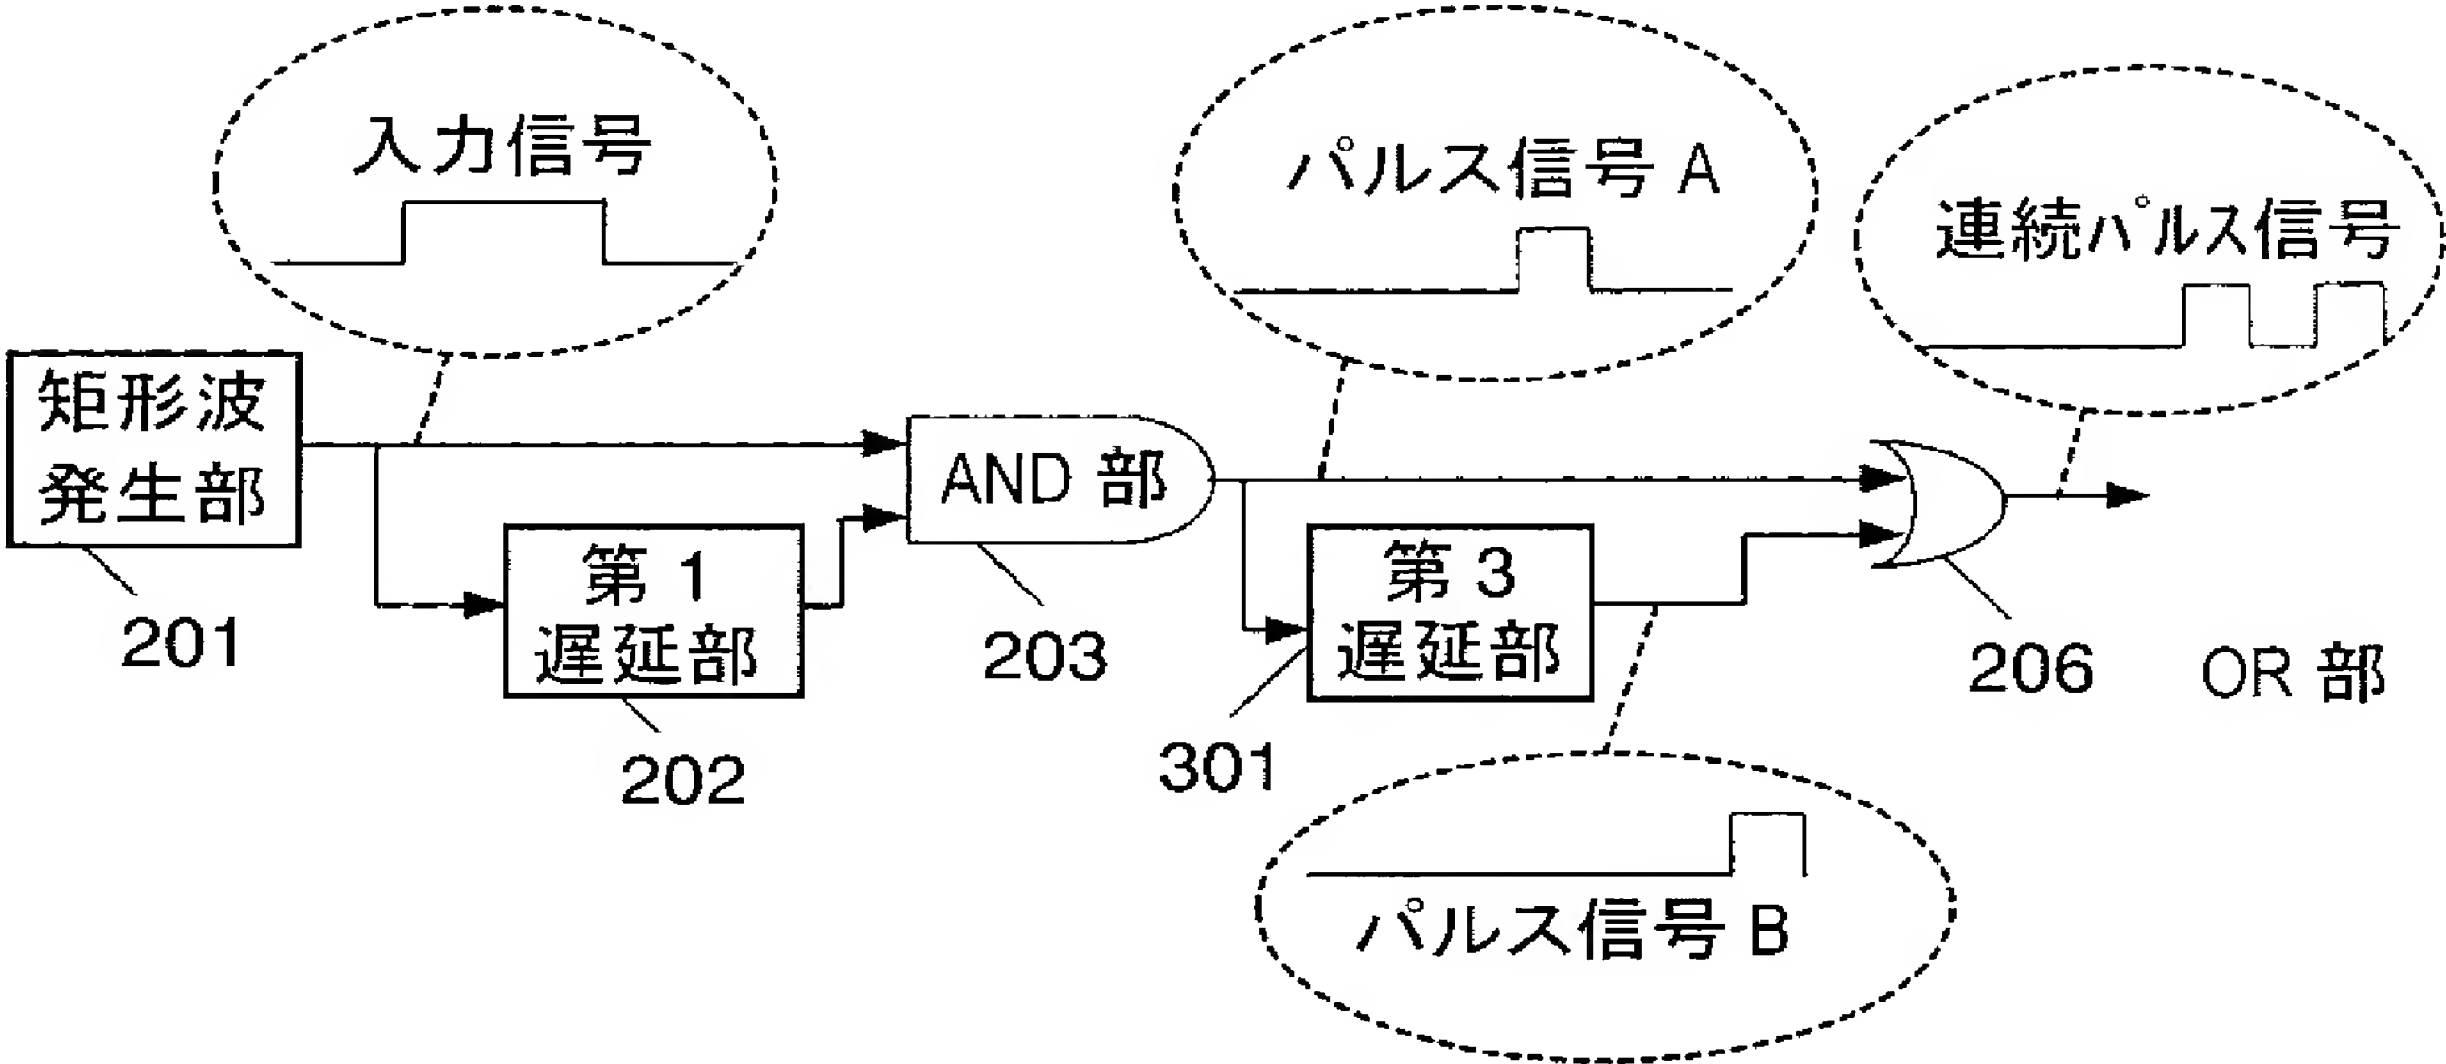 入力信号
パルス信号 A
連続パルス信号
矩形波
発生部
AND 部
第 1
遅延部
第 3
遅延部
201
202
203
301
206
OR 部
パルス信号 B